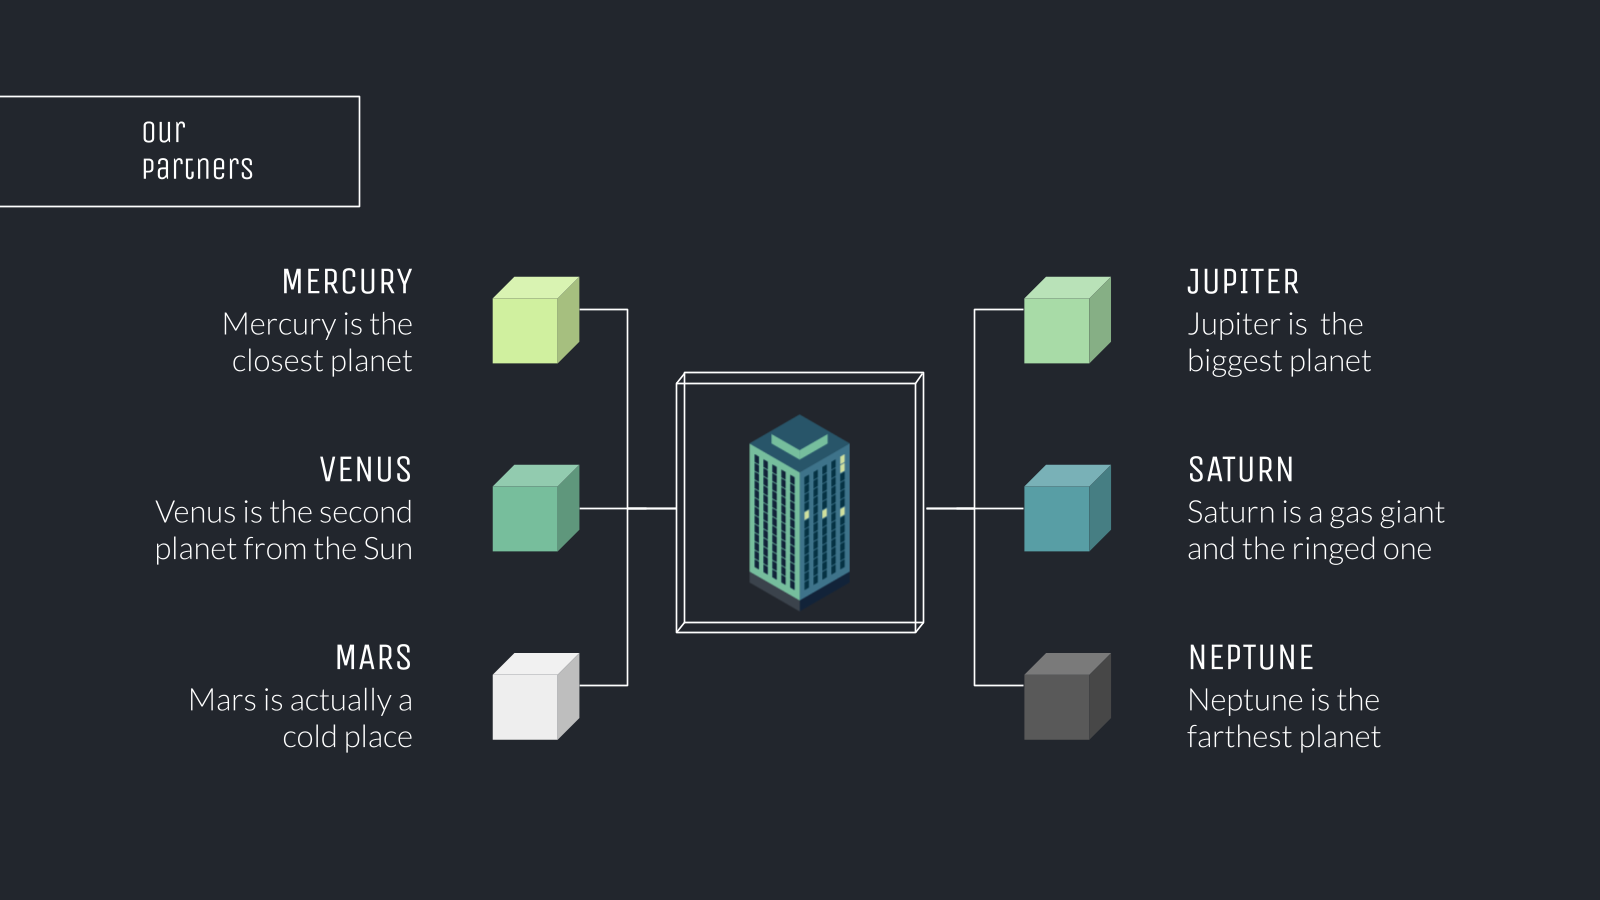 our
partners
MERCURY
Mercury is the
closest planet
VENUS
Venus is the second
planet from the Sun
MARS
Mars is actually a
cold place
JUPITER
Jupiter is  the
biggest planet
SATURN
Saturn is a gas giant
and the ringed one
NEPTUNE
Neptune is the
farthest planet